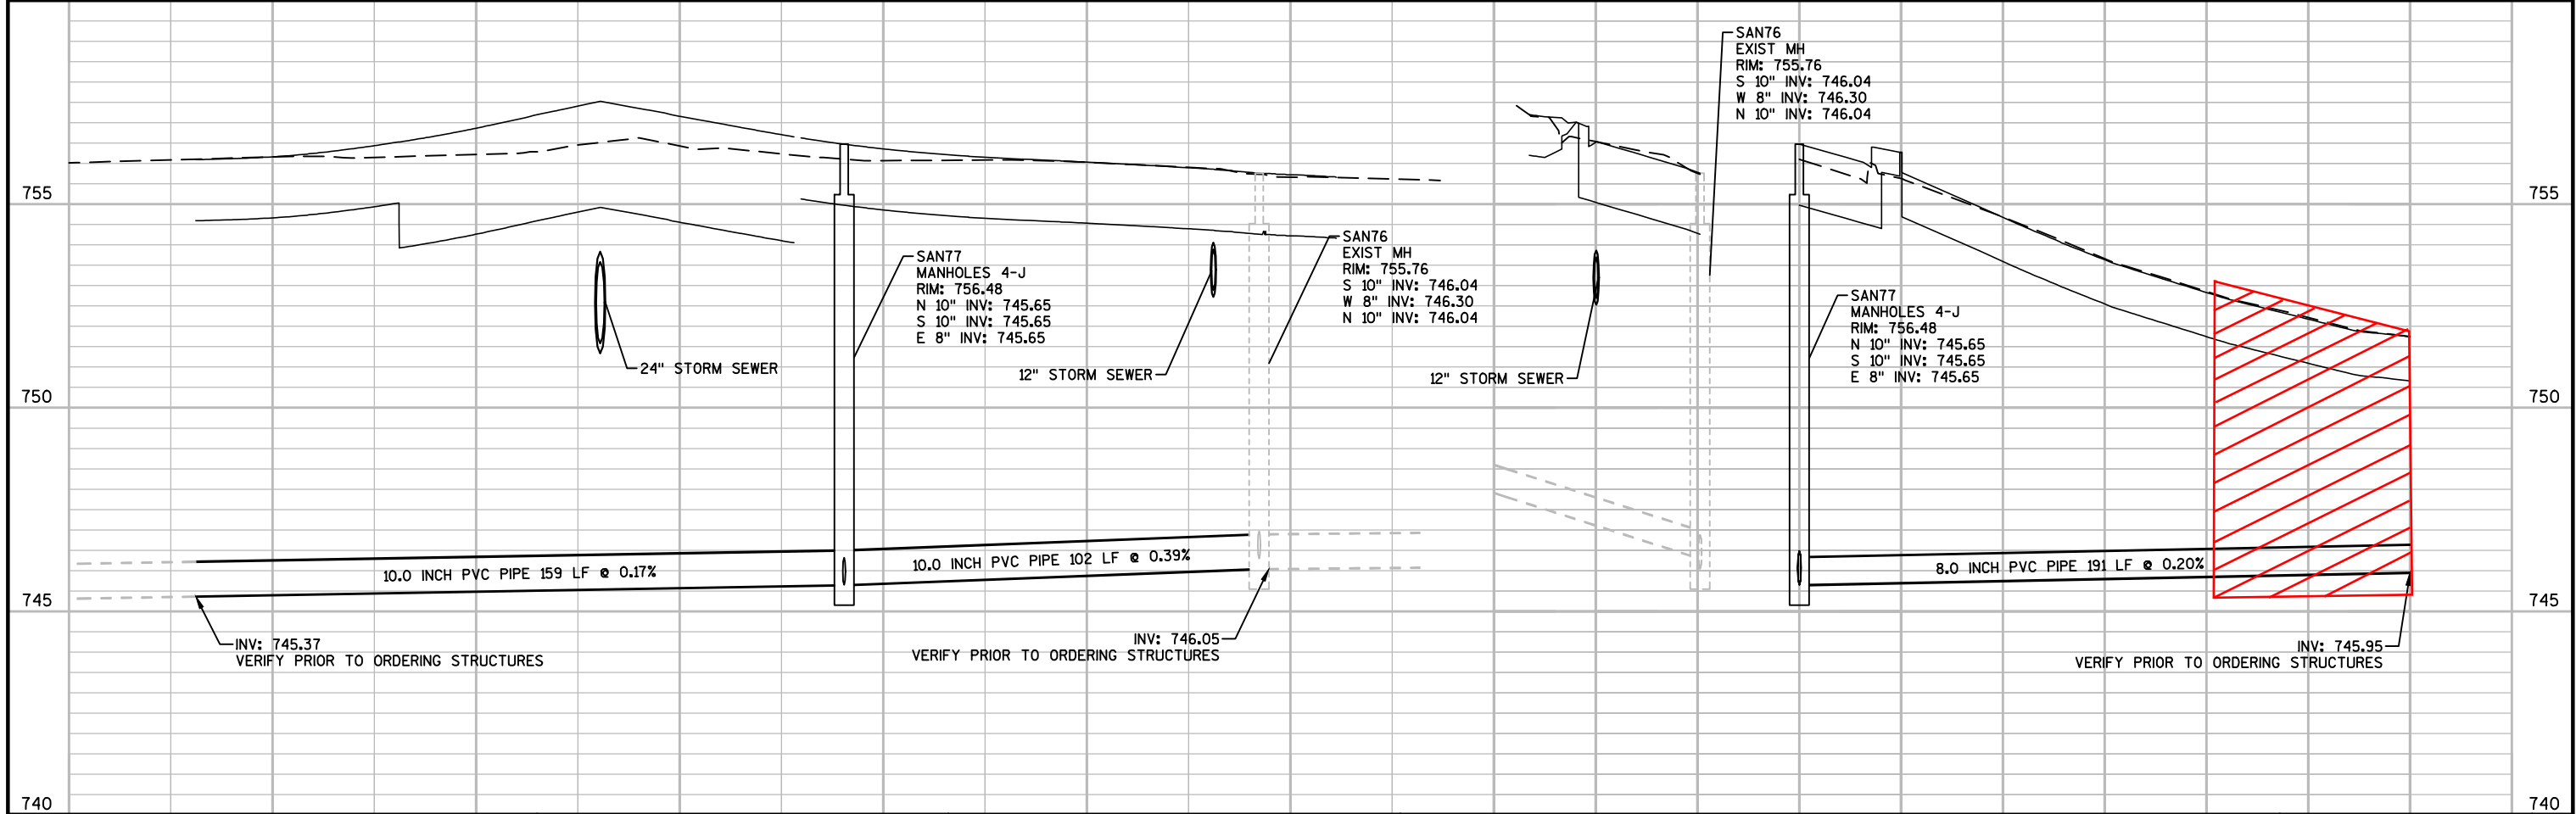 SAN76
EXIST MH
RIM: 755.76
S 10" INV: 746.04
W 8" INV: 746.30
N 10" INV: 746.04
755
755
SAN77
MANHOLES 4-J
RIM: 756.48
N 10" INV: 745.65
S 10" INV: 745.65
E 8" INV: 745.65
SAN76
EXIST MH
RIM: 755.76
S 10" INV: 746.04
W 8" INV: 746.30
N 10" INV: 746.04
SAN77
MANHOLES 4-J
RIM: 756.48
N 10" INV: 745.65
S 10" INV: 745.65
E 8" INV: 745.65
24" STORM SEWER
12" STORM SEWER
12" STORM SEWER
750
750
10.0 INCH PVC PIPE 159 LF @ 0.17%
10.0 INCH PVC PIPE 102 LF @ 0.39%
8.0 INCH PVC PIPE 191 LF @ 0.20%
745
745
INV: 745.37
VERIFY PRIOR TO ORDERING STRUCTURES
INV: 746.05
VERIFY PRIOR TO ORDERING STRUCTURES
INV: 745.95
VERIFY PRIOR TO ORDERING STRUCTURES
740
740